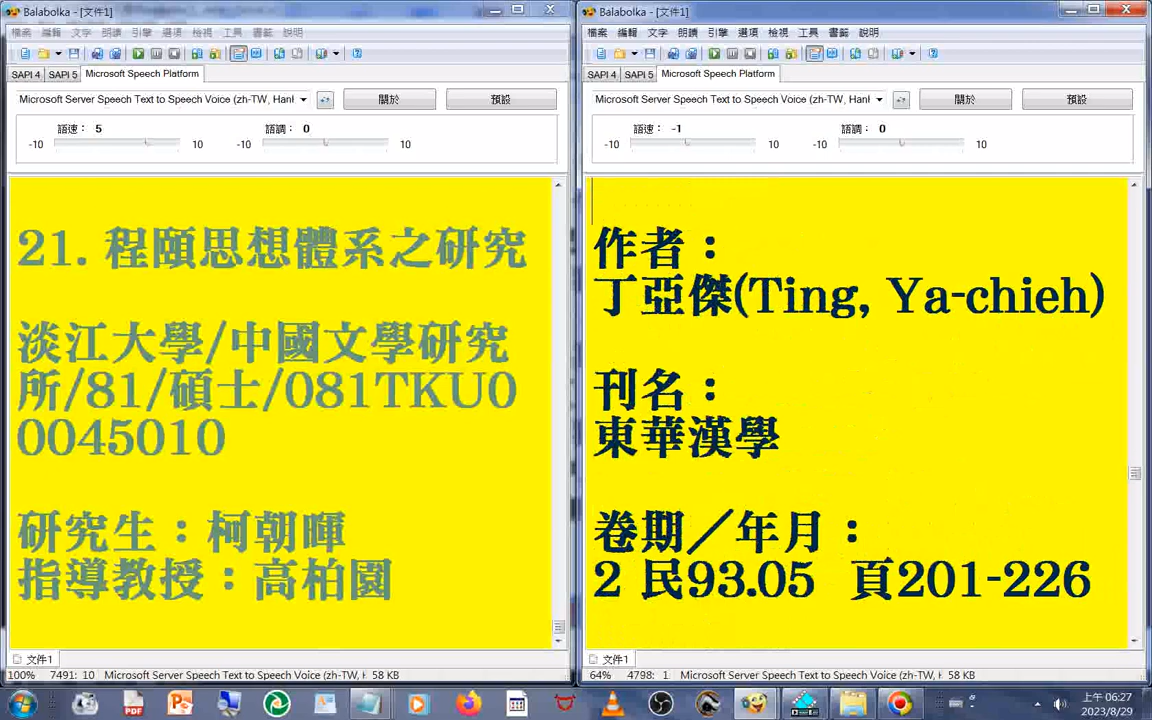 Balabolka - [文件1]
檔案 編輯 文字 朗讀 引擎 選項 檢視 工具 書籤 說明
SAPI 4 SAPI 5 Microsoft Speech Platform
Microsoft Server Speech Text to Speech Voice (zh-TW, Hanl
關於
預設
語速： 5
語調： 0
-10 10 -10 10
21. 程頤思想體系之研究
淡江大學/中國文學研究
所/81/碩士/081TKU0
0045010
研究生：柯朝暉
指導教授：高柏園
文件1
100% 7491: 10 Microsoft Server Speech Text to Speech Voice (zh-TW, H 58 KB
Balabolka - [文件1]
檔案 編輯 文字 朗讀 引擎 選項 檢視 工具 書籤 說明
SAPI 4 SAPI 5 Microsoft Speech Platform
Microsoft Server Speech Text to Speech Voice (zh-TW, Hanl
關於
預設
語速： -1
語調： 0
-10 10 -10 10
作者：
丁亞傑(Ting, Ya-chieh)
刊名：
東華漢學
卷期／年月：
2 民93.05 頁201-226
文件1
64% 4798: 1 Microsoft Server Speech Text to Speech Voice (zh-TW, H 58 KB
PDF
上午 06:27
2023/8/29